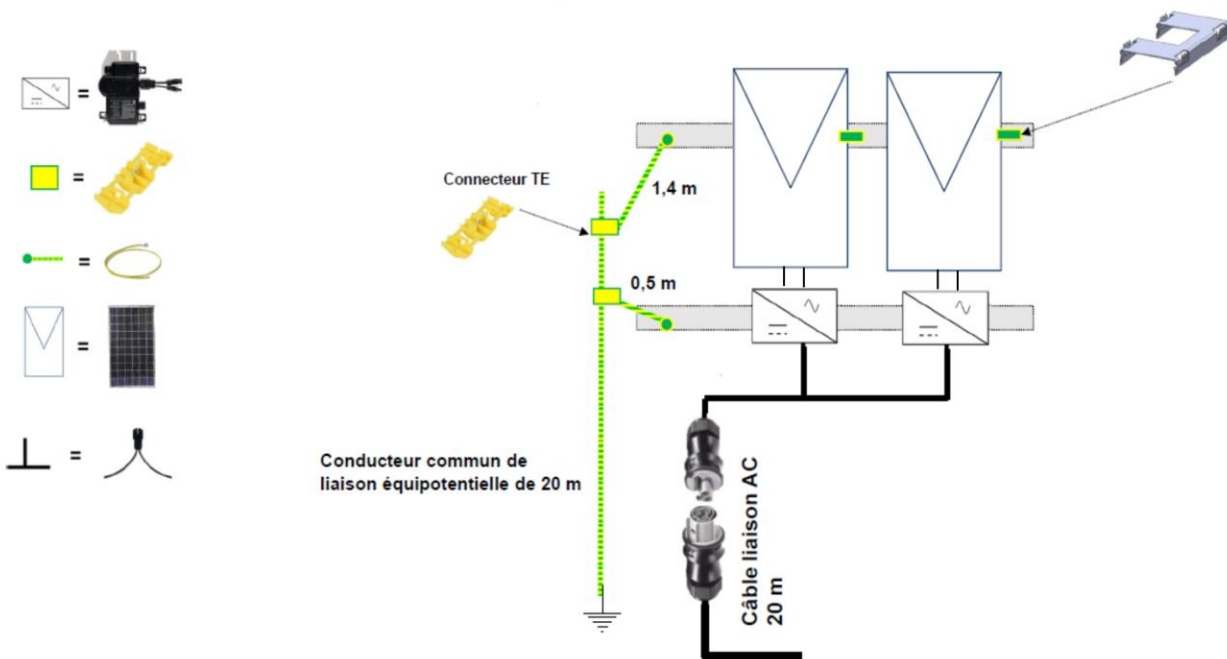 =
=
=
=
=
Connecteur TE
1,4 m
0,5 m
Conducteur commun de
liaison équipotentielle de 20 m
Câble liaison AC
20 m